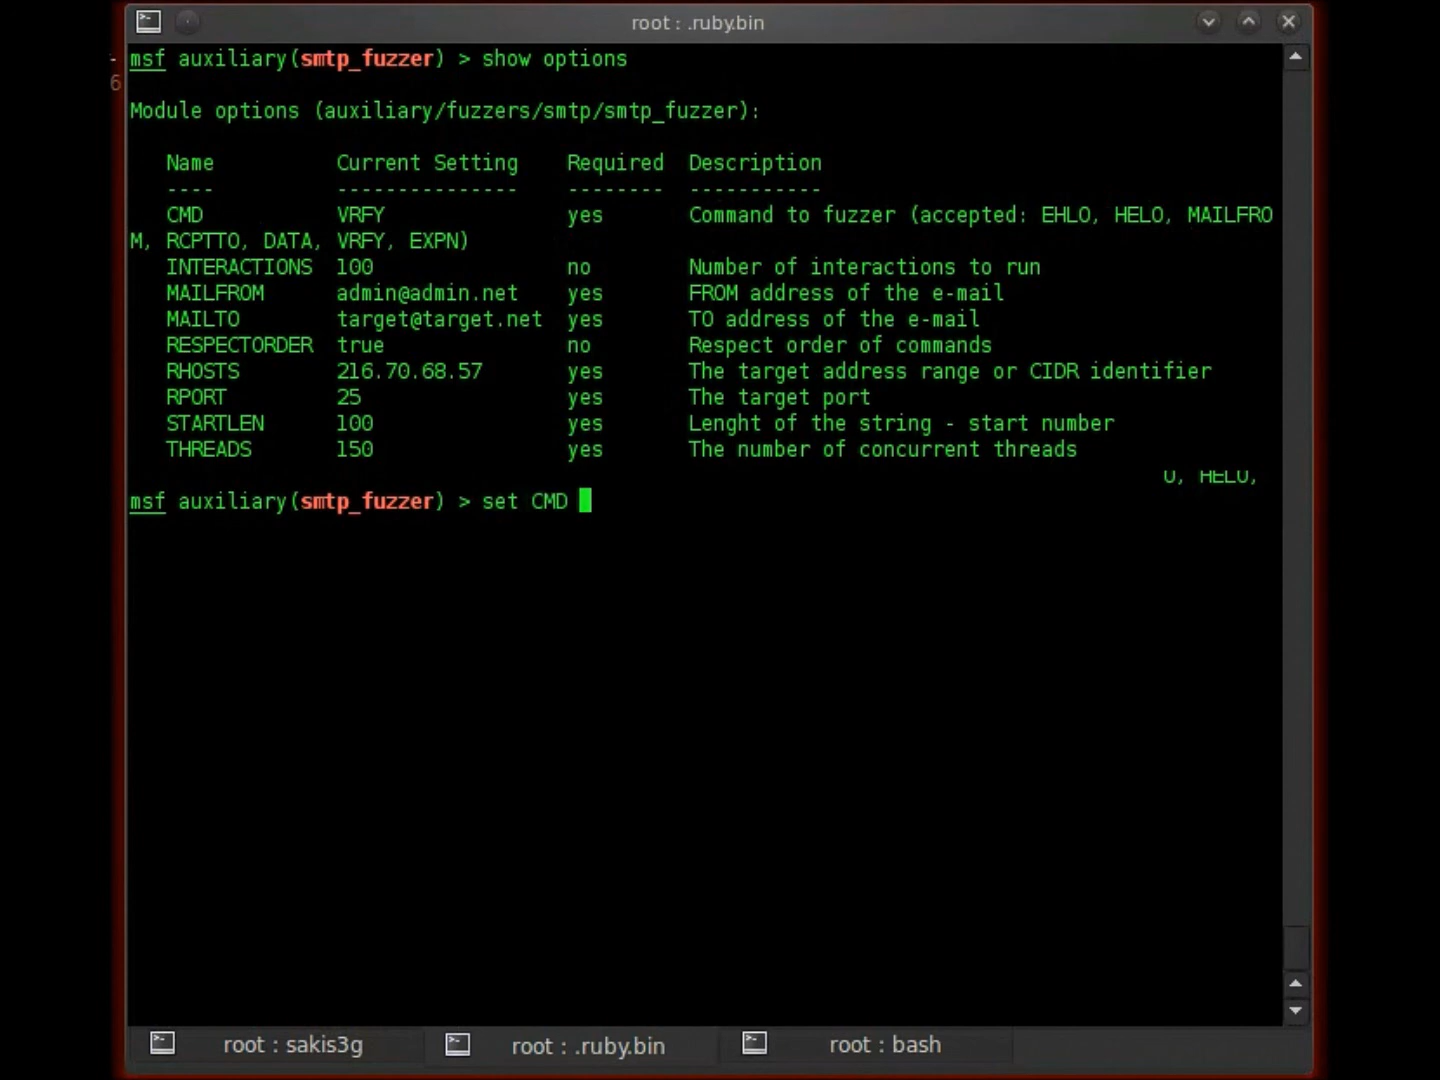 root : .ruby.bin
msf auxiliary(smtp_fuzzer) > show options
Module options (auxiliary/fuzzers/smtp/smtp_fuzzer):
Name Current Setting Required Description
---- --------------- -------- -----------
CMD VRFY yes Command to fuzzer (accepted: EHLO, HELO, MAILFRO
M, RCPTTO, DATA, VRFY, EXPN)
INTERACTIONS 100 no Number of interactions to run
MAILFROM admin@admin.net yes FROM address of the e-mail
MAILTO target@target.net yes TO address of the e-mail
RESPECTORDER true no Respect order of commands
RHOSTS 216.70.68.57 yes The target address range or CIDR identifier
RPORT 25 yes The target port
STARTLEN 100 yes Lenght of the string - start number
THREADS 150 yes The number of concurrent threads
HELO,
msf auxiliary(smtp_fuzzer) > set CMD
root : sakis3g root : .ruby.bin root : bash